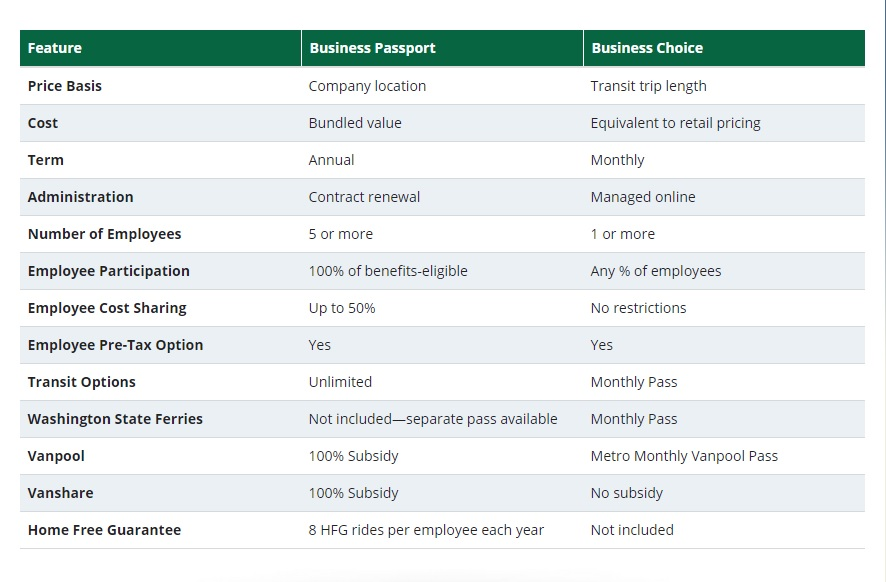 Feature Business Passport Business Choice
Price Basis Company location Transit trip length
Cost Bundled value Equivalent to retail pricing
Term Annual Monthly
Administration Contract renewal Managed online
Number of Employees 5 or more 1 or more
Employee Participation 100% of benefits-eligible Any % of employees
Employee Cost Sharing Up to 50% No restrictions
Employee Pre-Tax Option Yes Yes
Transit Options Unlimited Monthly Pass
Washington State Ferries Not included—separate pass available Monthly Pass
Vanpool 100% Subsidy Metro Monthly Vanpool Pass
Vanshare 100% Subsidy No subsidy
Home Free Guarantee 8 HFG rides per employee each year Not included